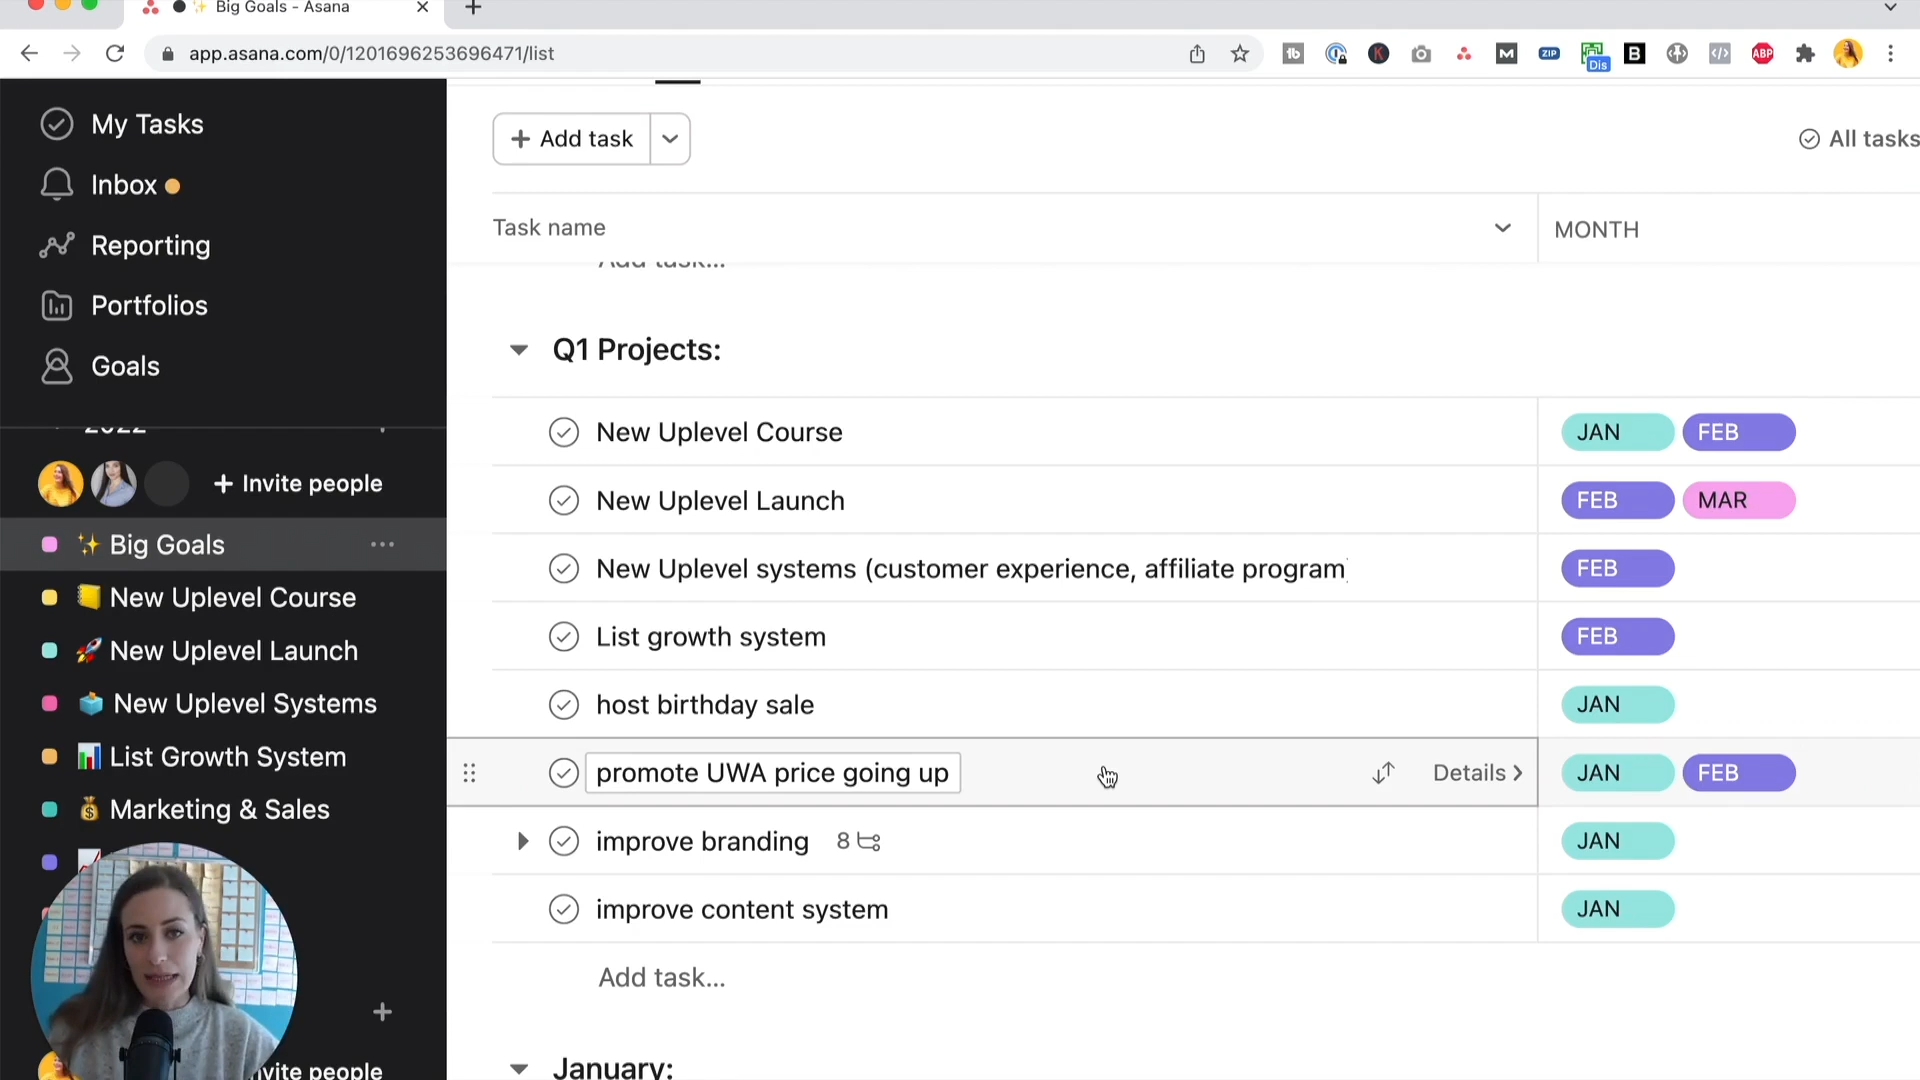 ✨ Big Goals - Asana
app.asana.com/0/1201696253696471/list
ZIP
Dis
B
ABP
My Tasks
Inbox
Reporting
Portfolios
Goals
2022
+ Invite people
✨ Big Goals
New Uplevel Course
🚀 New Uplevel Launch
New Uplevel Systems
📊 List Growth System
💰 Marketing & Sales
invite people
+ Add task
All tasks
Task name
MONTH
Add task...
Q1 Projects:
New Uplevel Course JAN FEB
New Uplevel Launch FEB MAR
New Uplevel systems (customer experience, affiliate program) FEB
List growth system FEB
host birthday sale JAN
promote UWA price going up Details > JAN FEB
improve branding 8 JAN
improve content system JAN
Add task...
January: